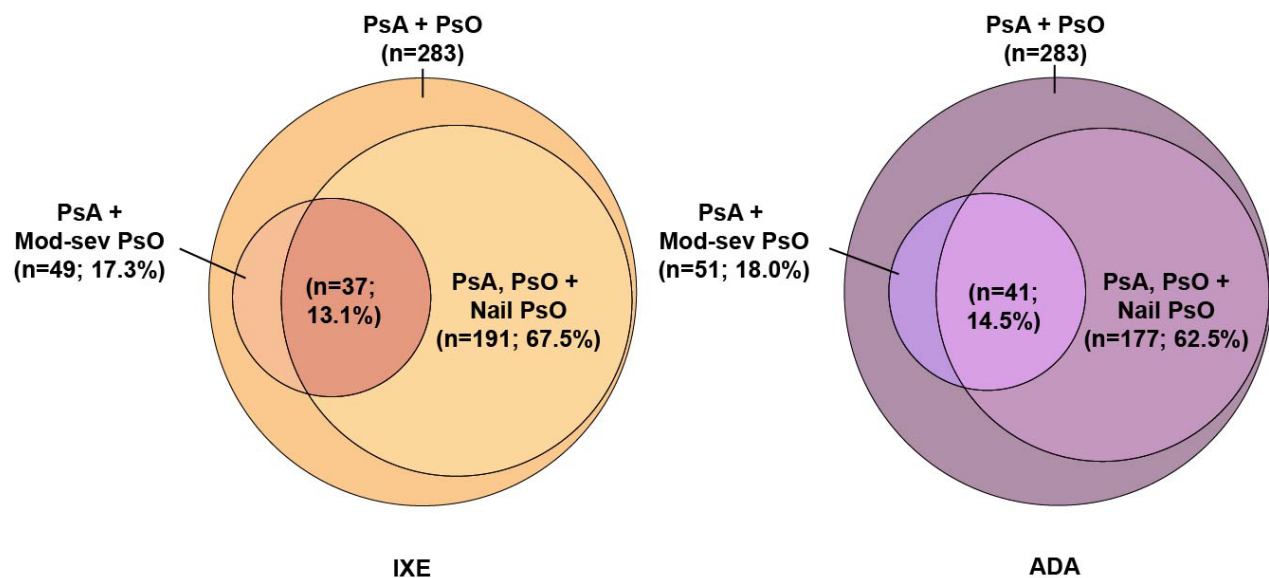 PsA + PsO
(n=283)
PsA +
Mod-sev PsO
(n=49; 17.3%)
(n=37;
13.1%)
PsA, PsO +
Nail PsO
(n=191; 67.5%)
IXE
PsA + PsO
(n=283)
PsA +
Mod-sev PsO
(n=51; 18.0%)
(n=41;
14.5%)
PsA, PsO +
Nail PsO
(n=177; 62.5%)
ADA